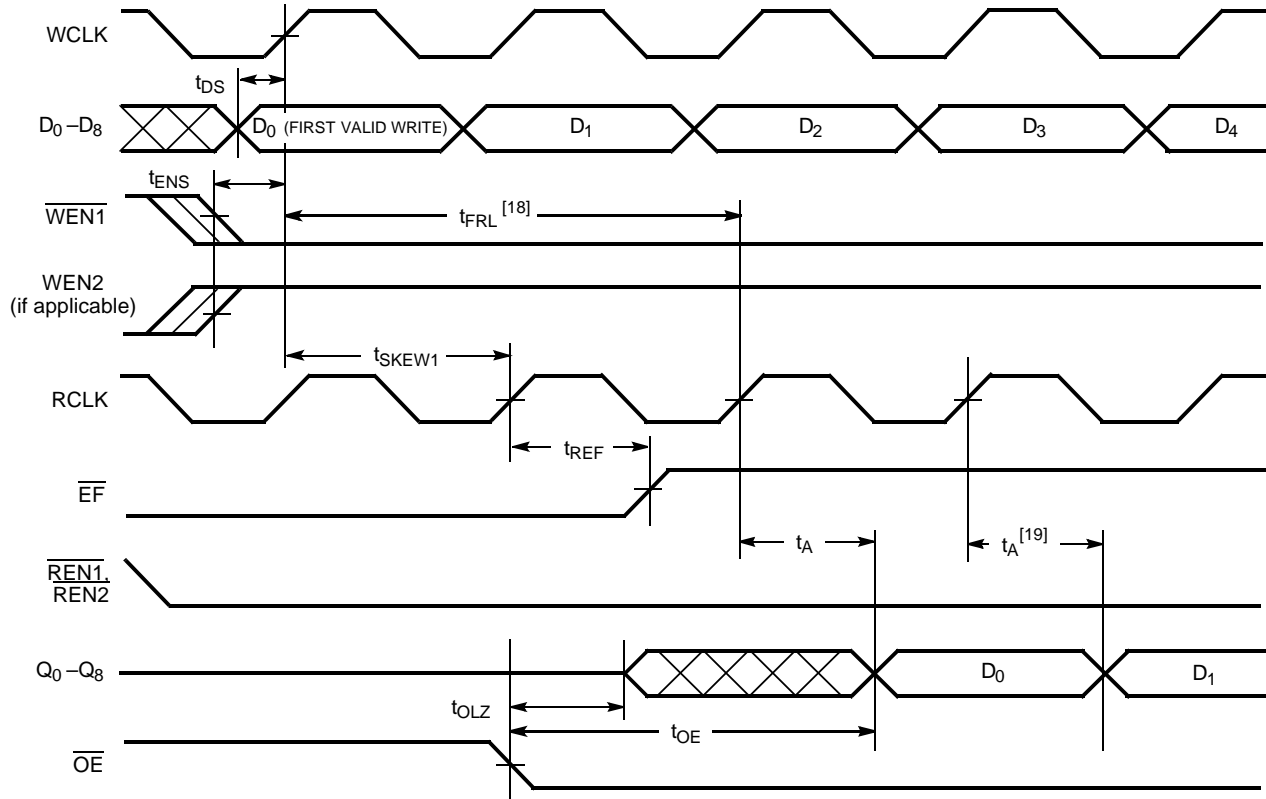 WCLK
tDS
D0 –D8
D0 (FIRST VALID WRITE)
D1
D2
D3
D4
tENS
WEN1
tFRL [18]
WEN2
(if applicable)
tSKEW1
RCLK
tREF
EF
tA
tA[19]
REN1,
REN2
Q0 –Q8
D0
D1
tOLZ
tOE
OE